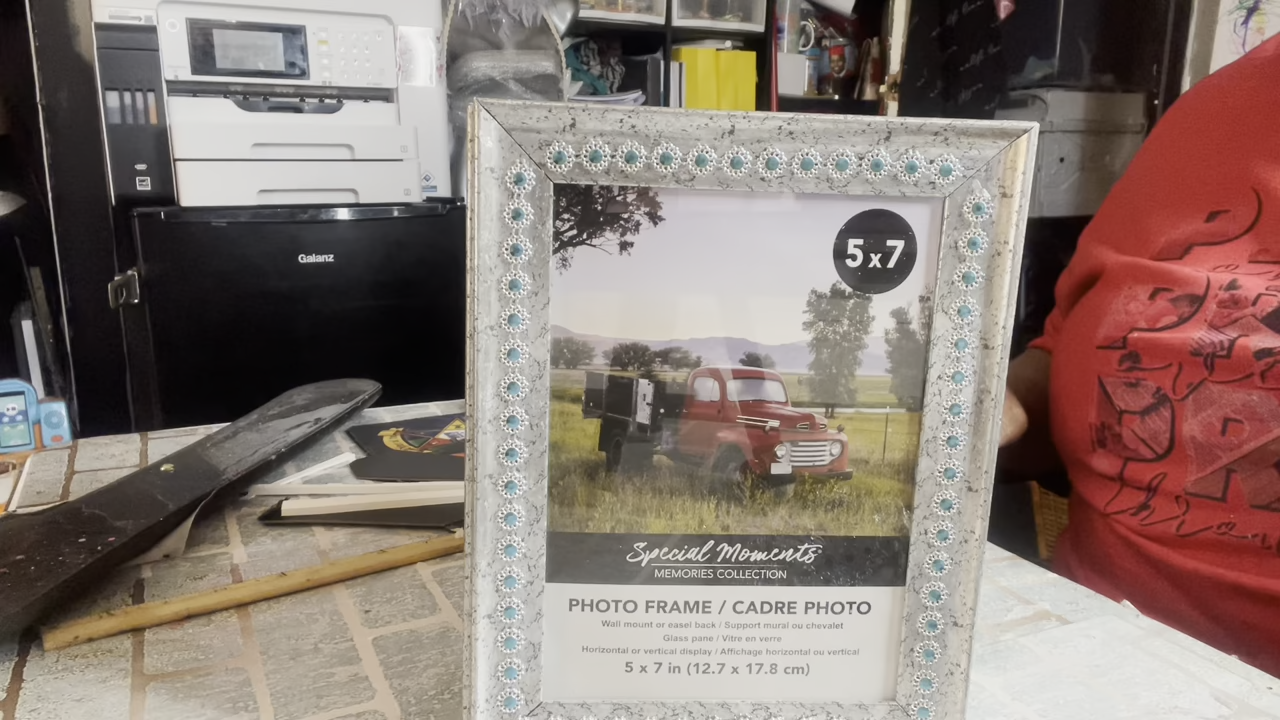 Galanz
5 x 7
Special Moments
MEMORIES COLLECTION
PHOTO FRAME / CADRE PHOTO
Wall mount or easel back / Support mural ou chevalet
Glass pane / Vitre en verre
Horizontal or vertical display / Affichage horizontal ou vertical
5 x 7 in (12.7 x 17.8 cm)